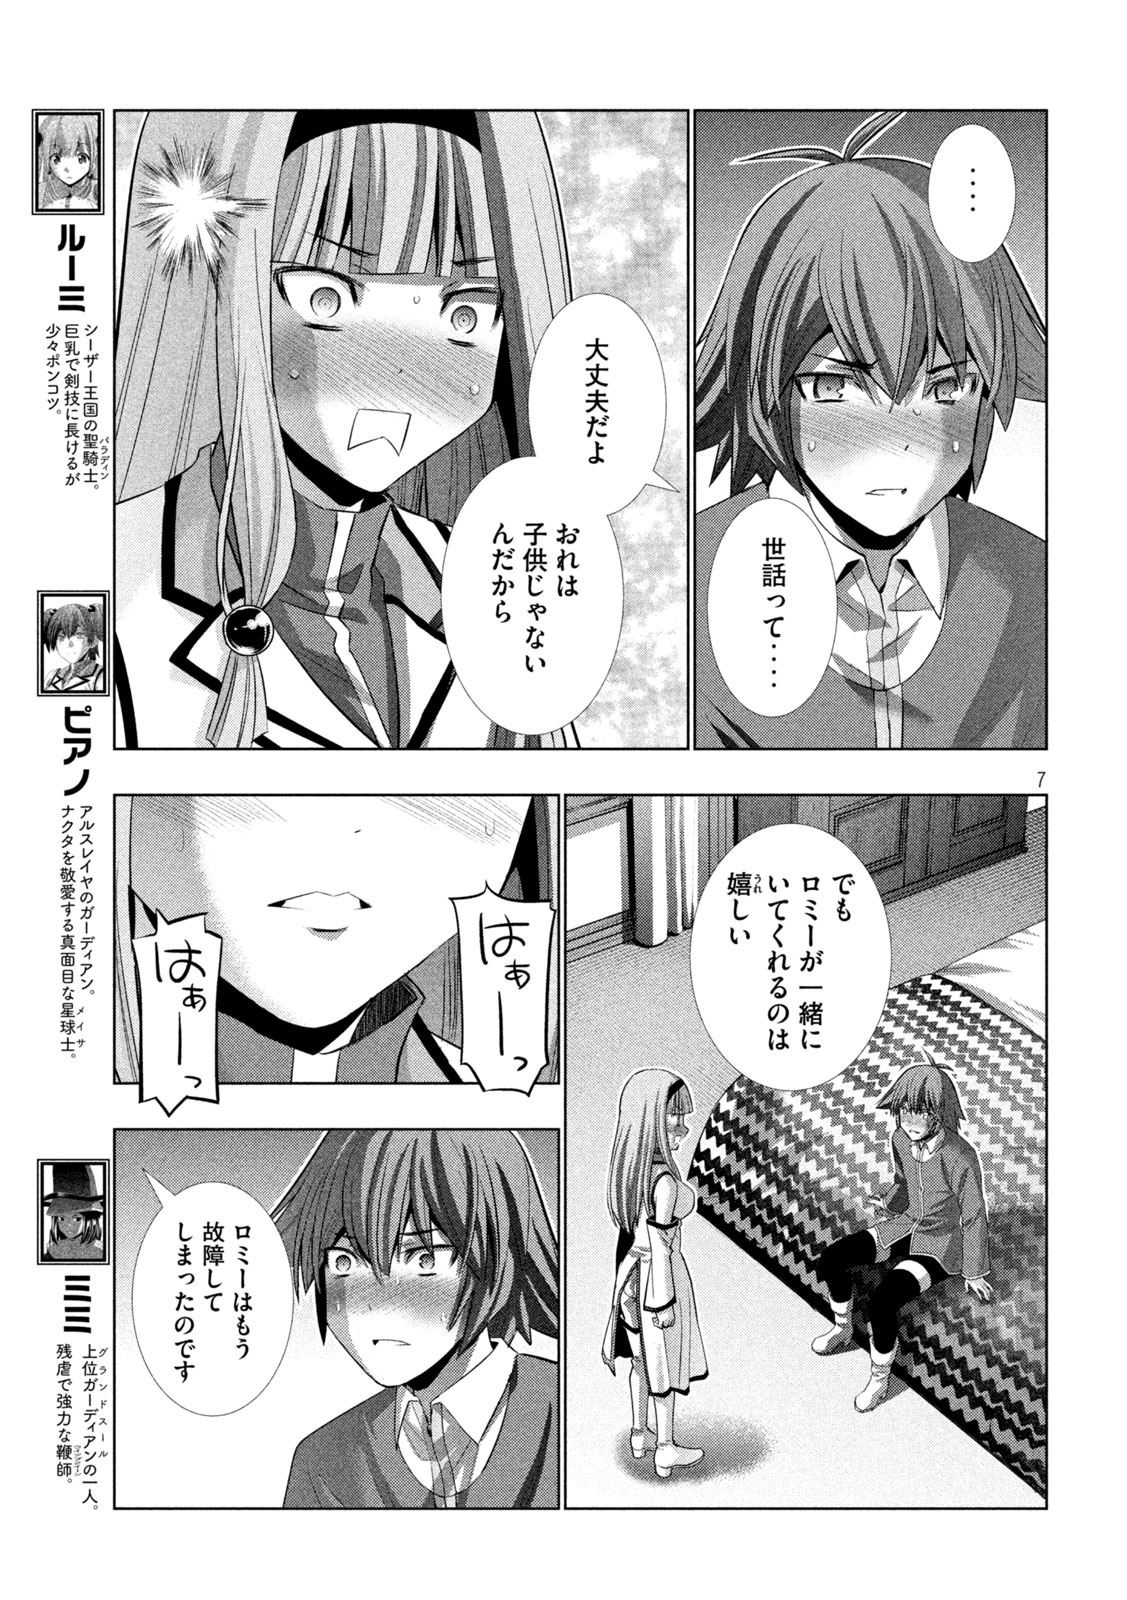 ・・・・
世話って・・・・・
大丈夫だよ
おれは
子供じゃない
んだから
7
でも
ロミーが一緒に
いてくれるのは
嬉しい
うれ
はぁーっ
はぁーっ
ロミーはもう
故障して
しまったのです
ルーミ
シーザー王国の聖騎士。
パラディン
巨乳で剣技に長けるが
少々ポンコツ。
ピアノ
アルスレイヤのガーディアン。
ナクタを敬愛する真面目な星球士。
メイサ
ミミ
上位ガーディアンの一人。
グランドスール
残虐で強力な鞭師。